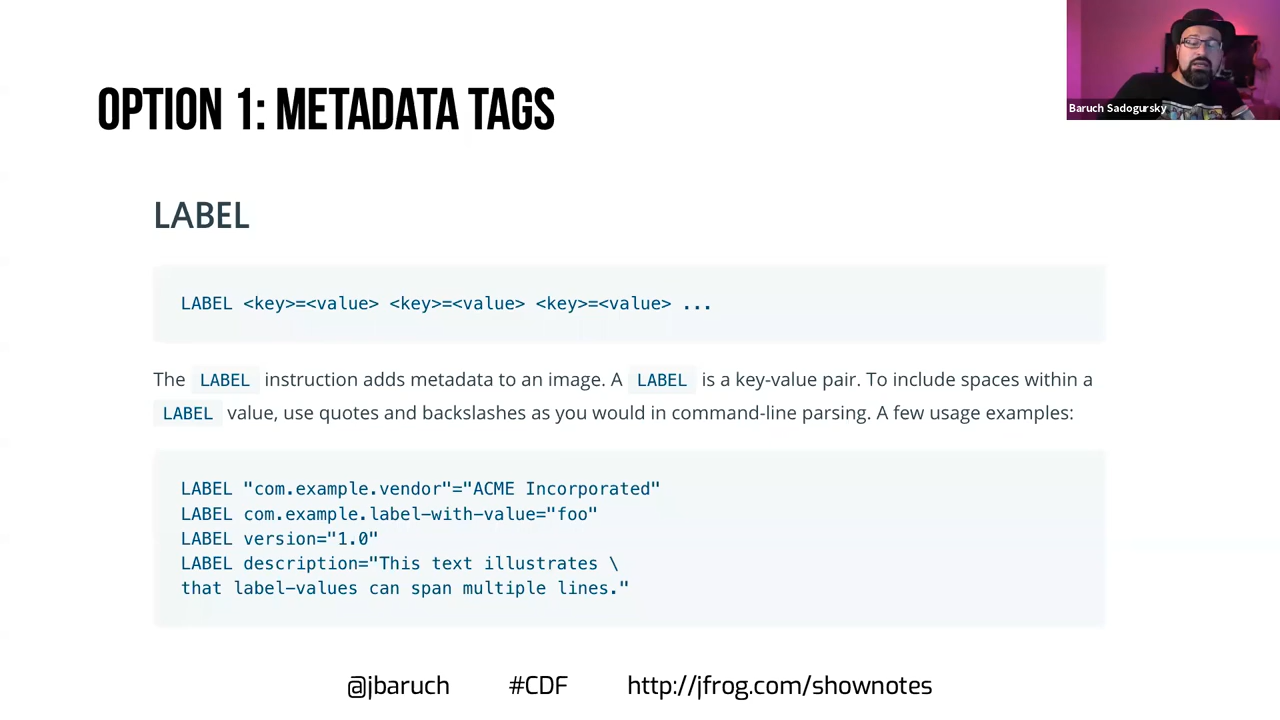 Baruch Sadogursky
OPTION 1: METADATA TAGS
LABEL
LABEL <key>=<value> <key>=<value> <key>=<value> ...
The LABEL instruction adds metadata to an image. A LABEL is a key-value pair. To include spaces within a
LABEL value, use quotes and backslashes as you would in command-line parsing. A few usage examples:
LABEL "com.example.vendor"="ACME Incorporated"
LABEL com.example.label-with-value="foo"
LABEL version="1.0"
LABEL description="This text illustrates \
that label-values can span multiple lines."
@jbaruch #CDF http://jfrog.com/shownotes